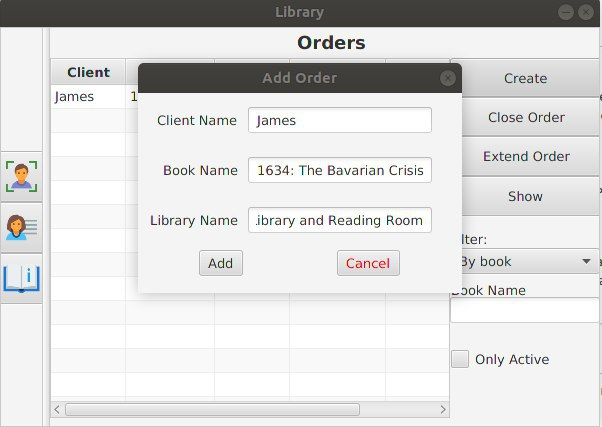 Library
Orders
Client
James 1
Add Order
Client Name James
Book Name 1634: The Bavarian Crisis
Library Name ibrary and Reading Room
Add Cancel
Create
Close Order
Extend Order
Show
ilter:
By book
Book Name
Only Active